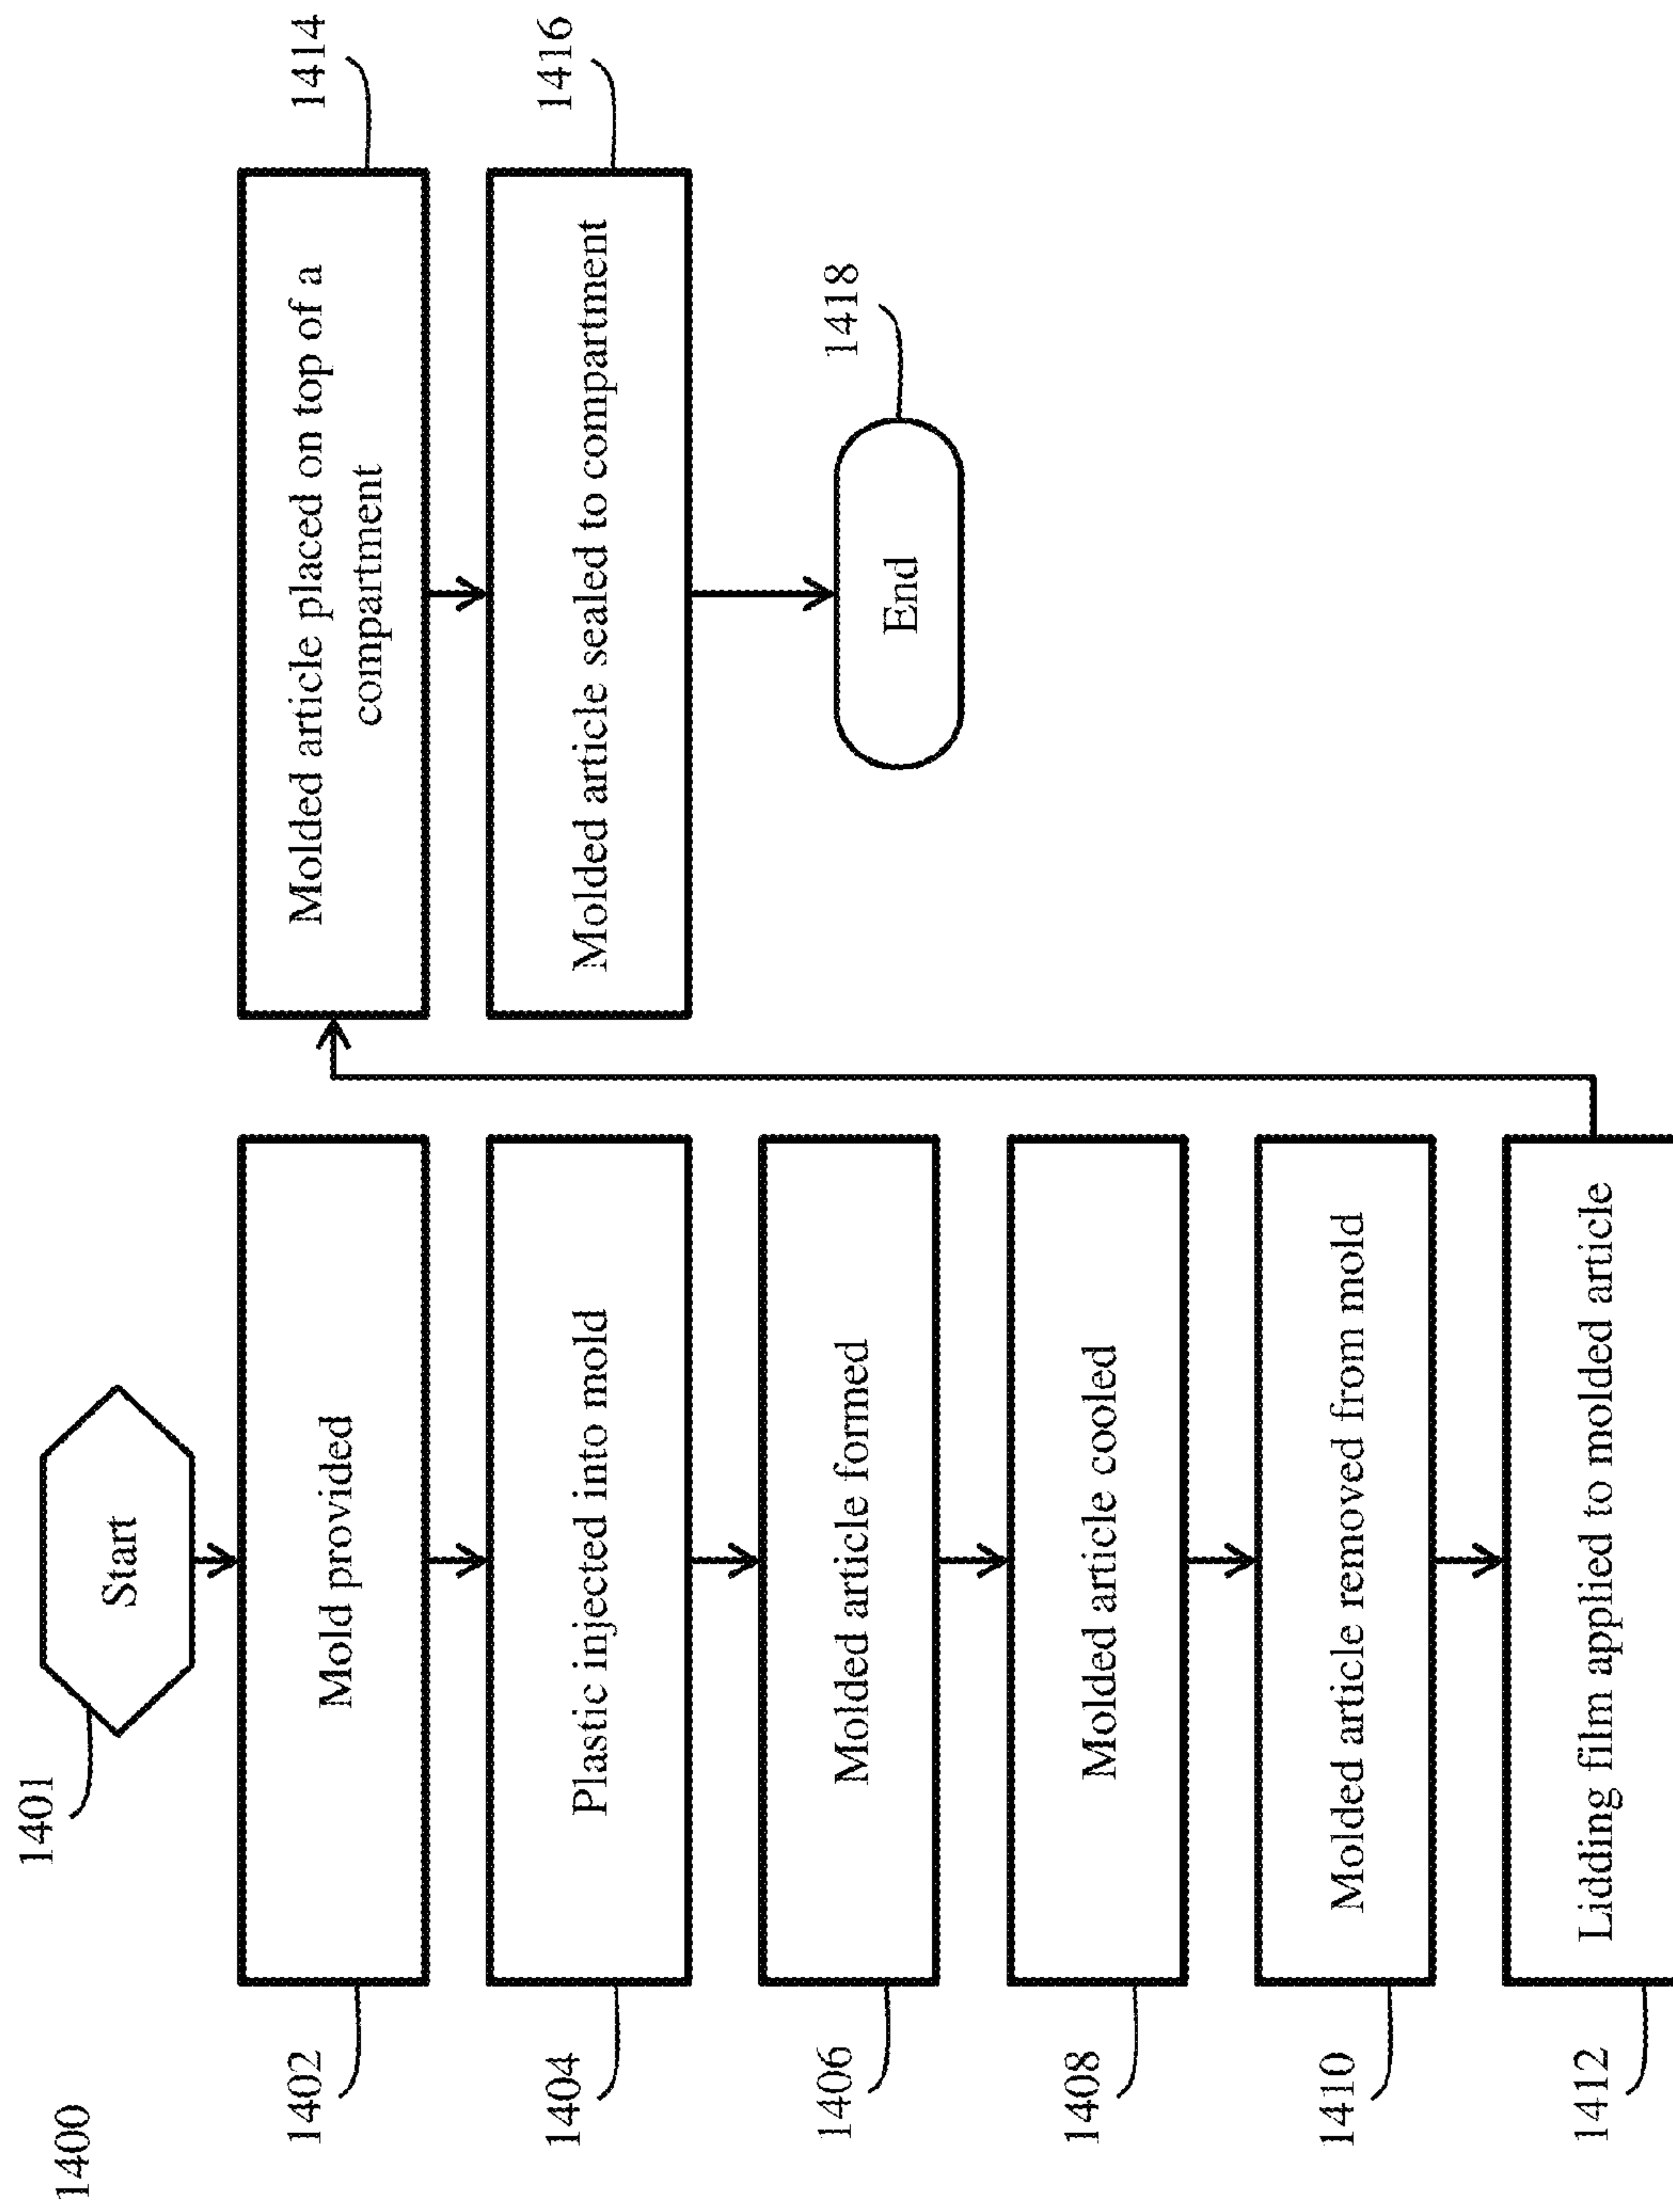 1400
1401
Start
1402
Mold provided
1404
Plastic injected into mold
1406
Molded article formed
1408
Molded article cooled
1410
Molded article removed from mold
1412
Lidding film applied to molded article
1414
Molded article placed on top of a
compartment
1416
Molded article sealed to compartment
1418
End